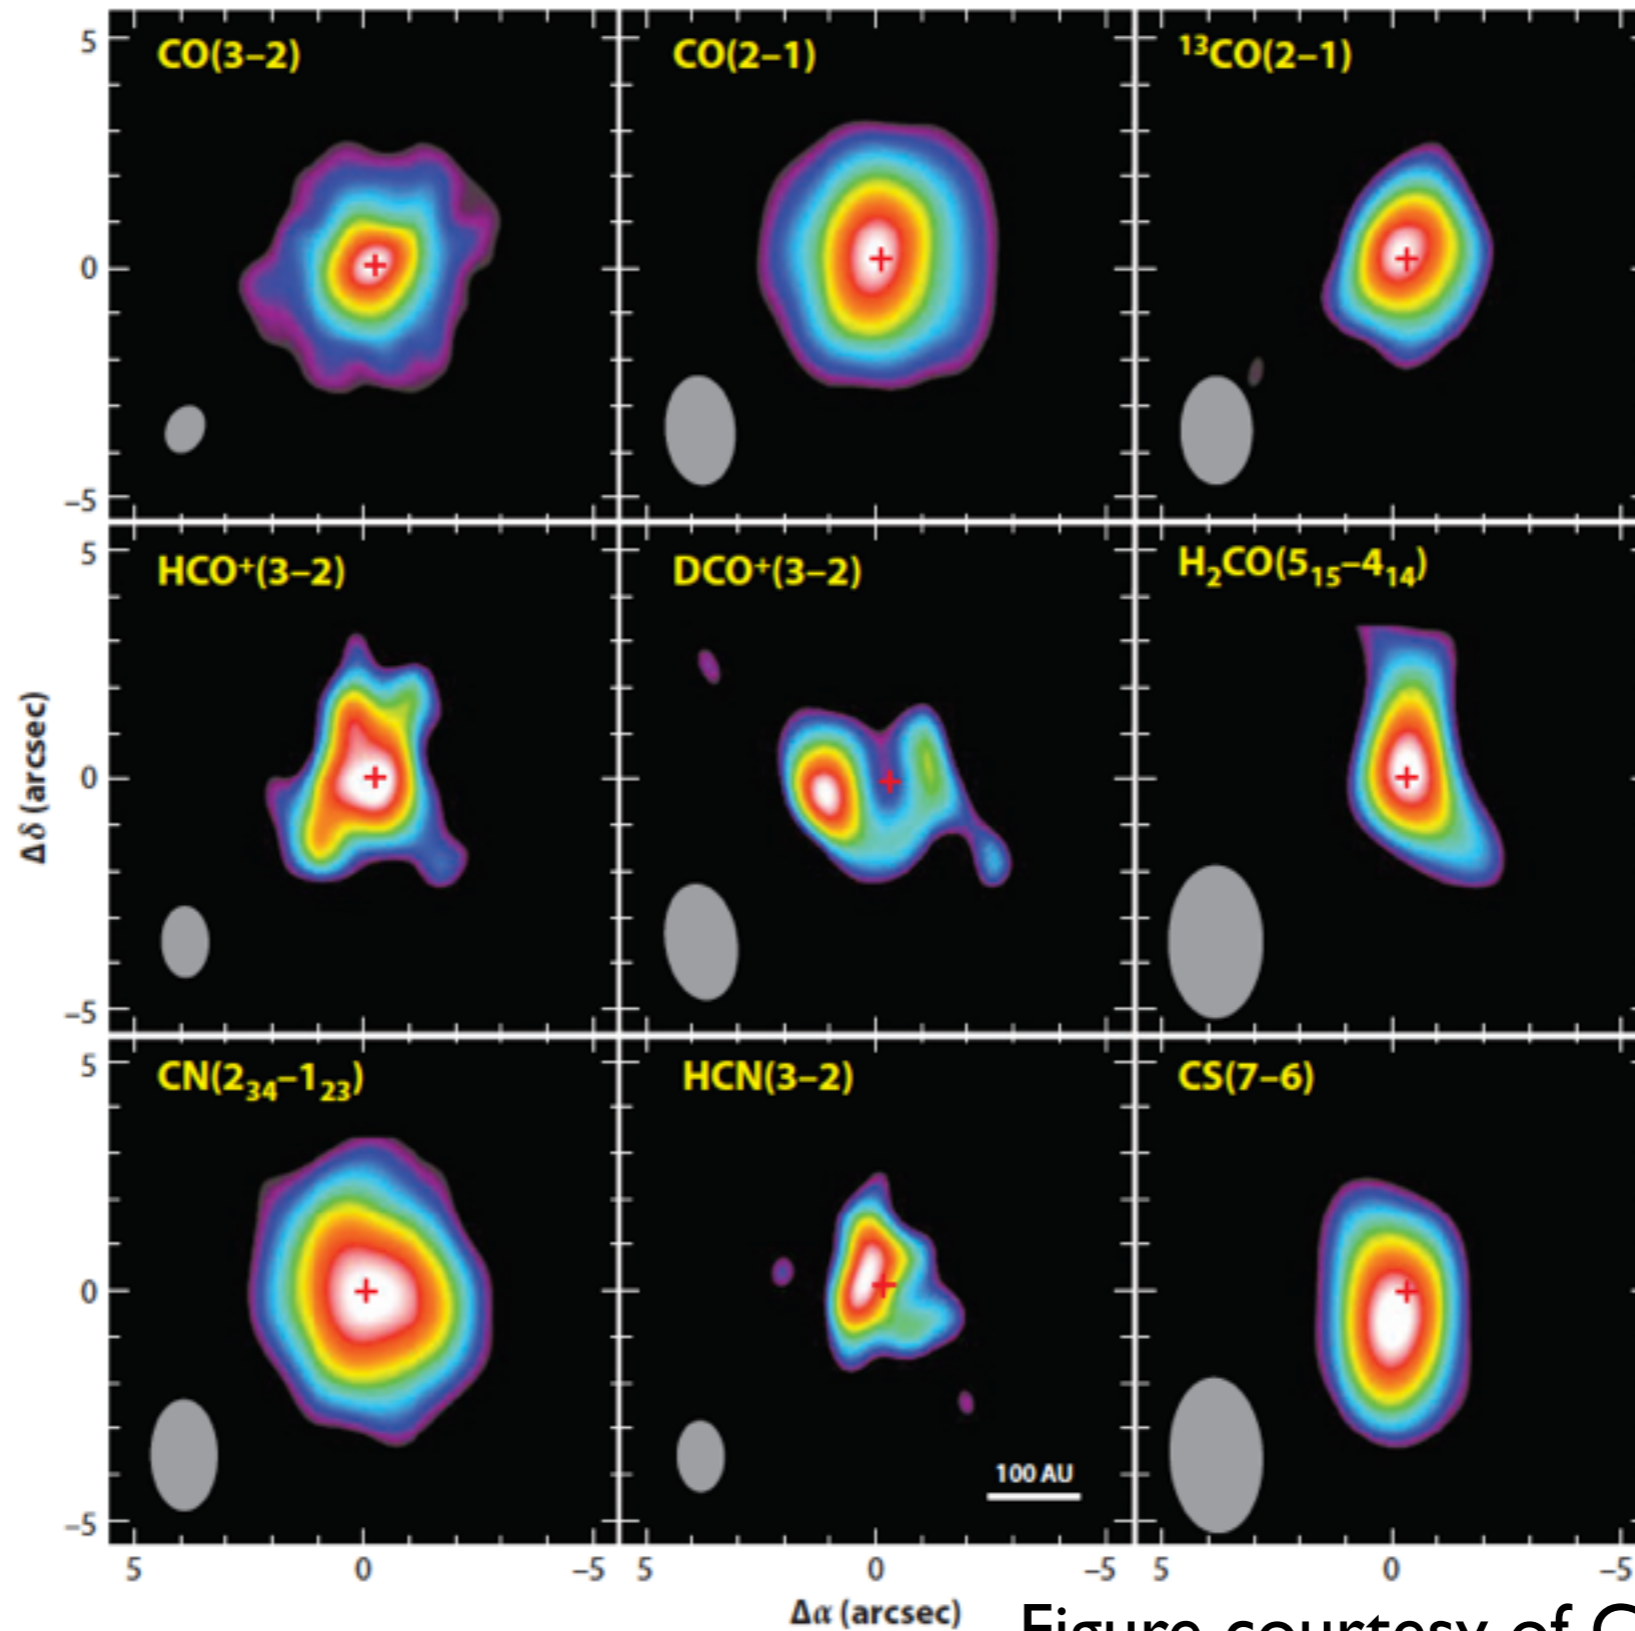 CO(3–2)
CO(2–1)
¹³CO(2–1)
5
0
–5
HCO⁺(3–2)
DCO⁺(3–2)
H₂CO(5₁₅–4₁₄)
5
0
–5
Δδ (arcsec)
CN(2₃₄–1₂₃)
HCN(3–2)
CS(7–6)
5
0
100 AU
–5
5 0 –5 5 0 –5 5 0 –5
Δα (arcsec)
Figure courtesy of